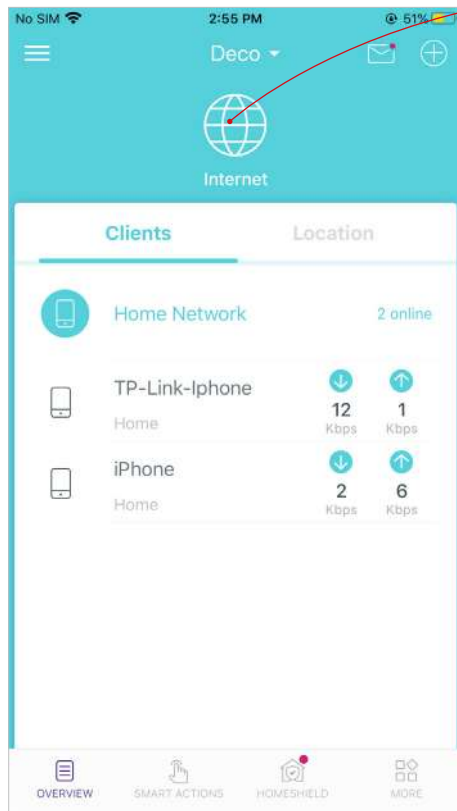 No SIM 2:55 PM 51%
Deco
Internet
Clients Location
Home Network 2 online
TP-Link-Iphone
12 1
Home Kbps Kbps
iPhone
2 6
Home Kbps Kbps
OVERVIEW SMART ACTIONS HOMESHIELD MORE